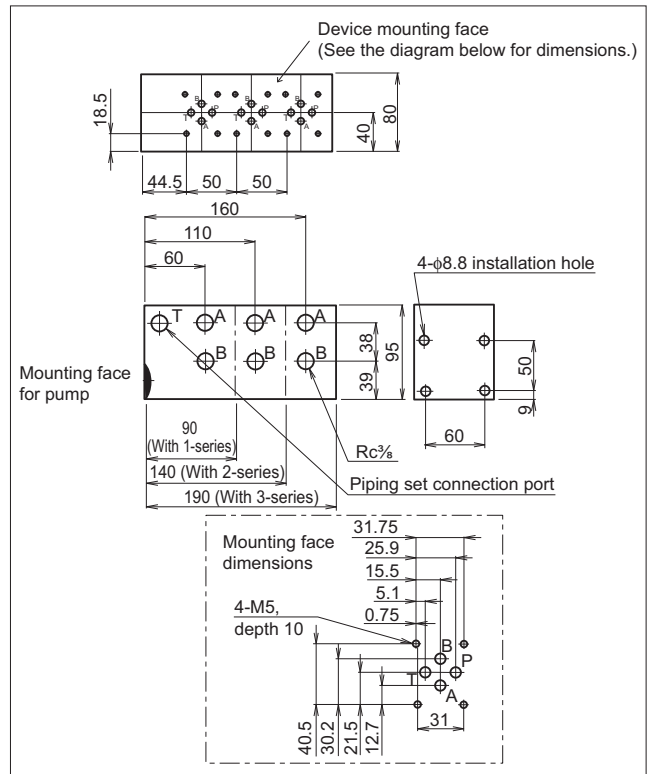 Device mounting face
(See the diagram below for dimensions.)
B B B
T P T P T P
A A A
18.5
40
80
44.5 50 50
160
110
60
4-ϕ8.8 installation hole
T A A A
B B B
38
39
95
50
9
60
Mounting face
for pump
90
(With 1-series)
140 (With 2-series)
190 (With 3-series)
Rc⅜
Piping set connection port
Mounting face
dimensions
31.75
25.9
15.5
5.1
0.75
4-M5,
depth 10
B
T P
A
40.5
30.2
21.5
12.7
31